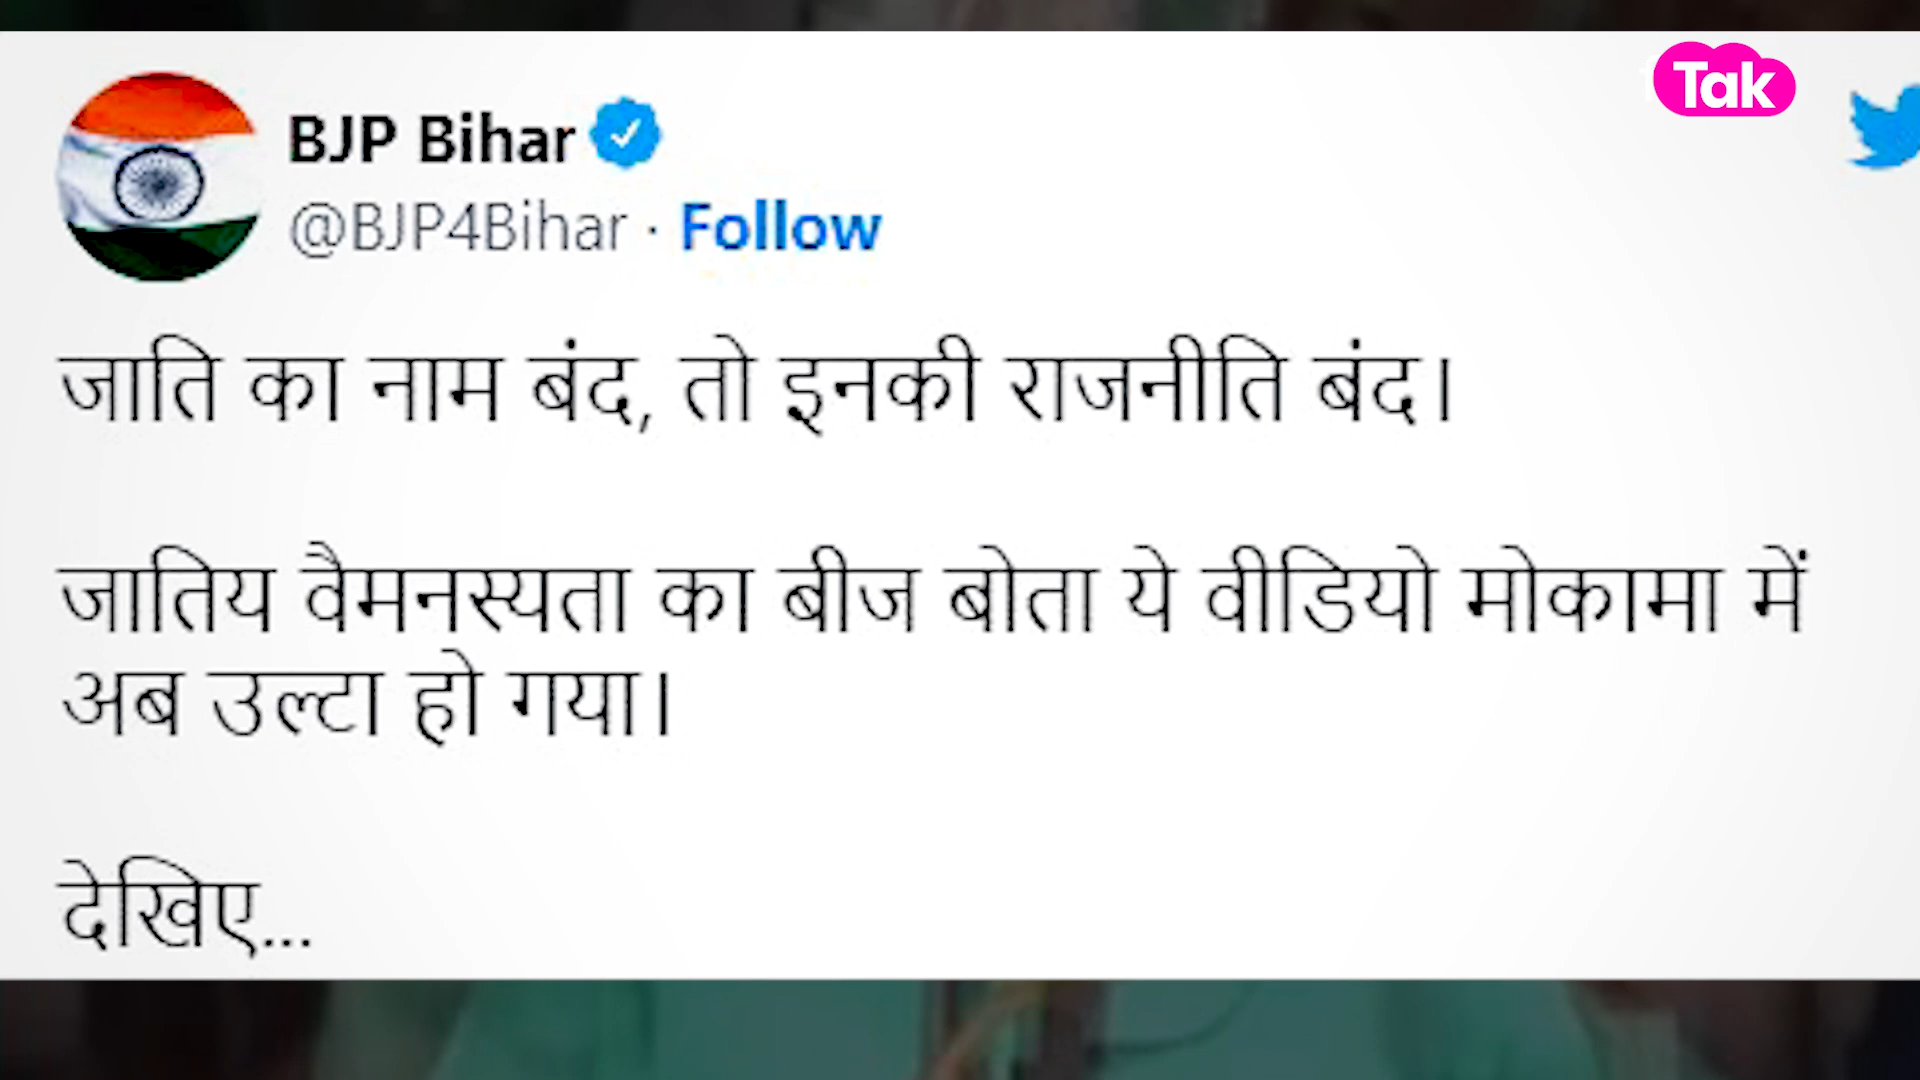 Tak
BJP Bihar
@BJP4Bihar · Follow
जाति का नाम बंद, तो इनकी राजनीति बंद।
जातिय वैमनस्यता का बीज बोता ये वीडियो मोकामा में
अब उल्टा हो गया।
देखिए...